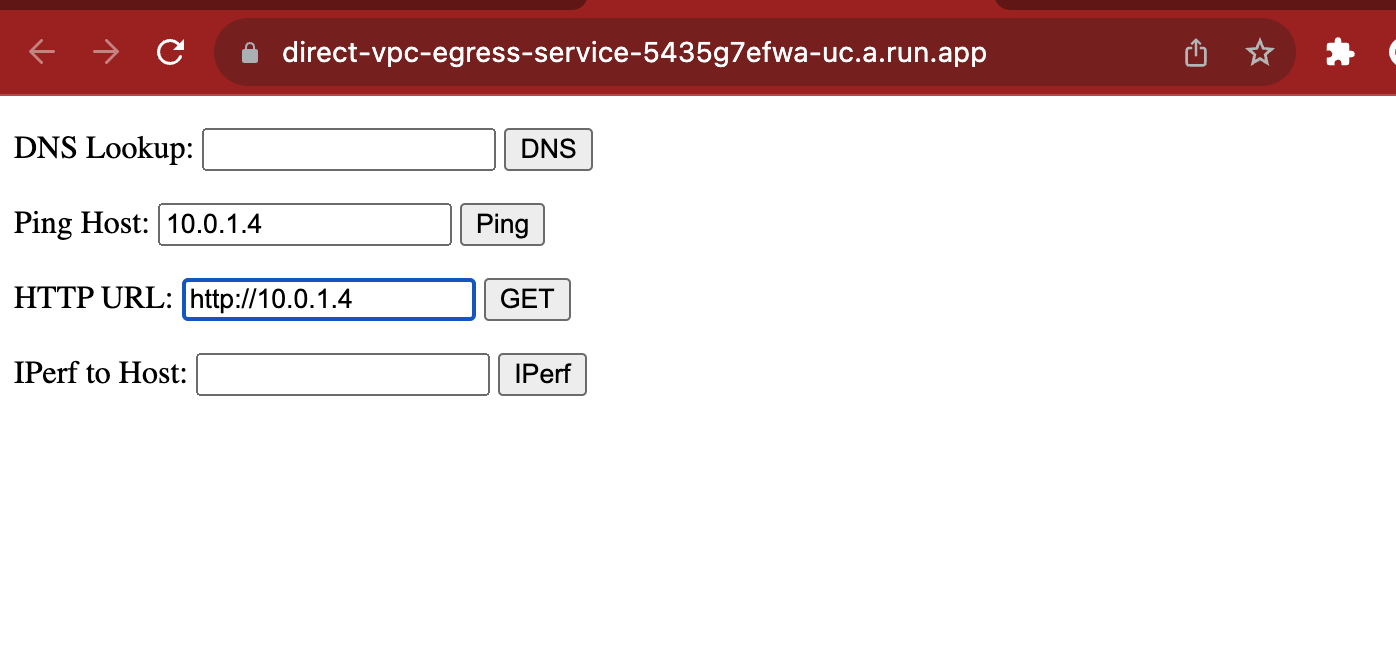 direct-vpc-egress-service-5435g7efwa-uc.a.run.app
DNS Lookup: DNS
Ping Host: 10.0.1.4 Ping
HTTP URL: http://10.0.1.4 GET
IPerf to Host: IPerf